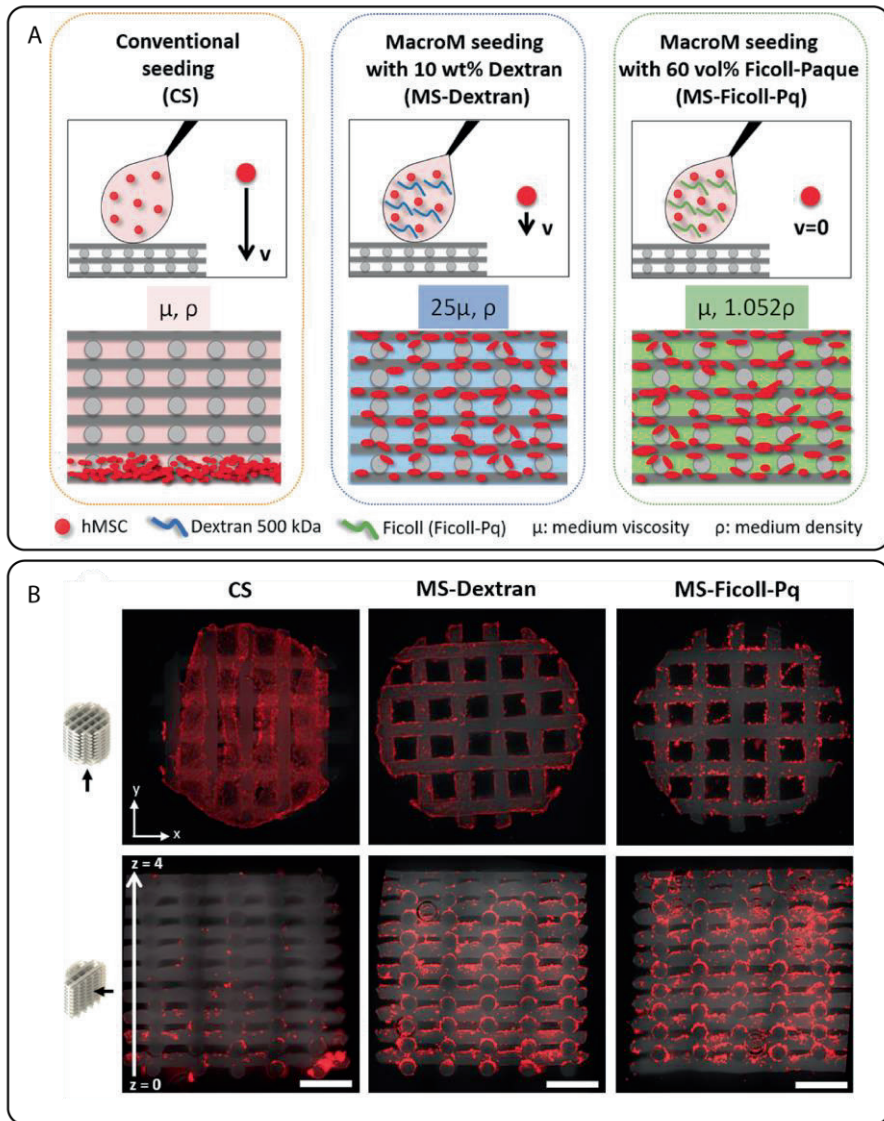 A
Conventional
seeding
(CS)
MacroM seeding
with 10 wt% Dextran
(MS-Dextran)
MacroM seeding
with 60 vol% Ficoll-Paque
(MS-Ficoll-Pq)
v
v
v=0
μ, ρ
25μ, ρ
μ, 1.052ρ
hMSC
Dextran 500 kDa
Ficoll (Ficoll-Pq)
μ: medium viscosity
ρ: medium density
B
CS
MS-Dextran
MS-Ficoll-Pq
y
x
z = 4
z=0